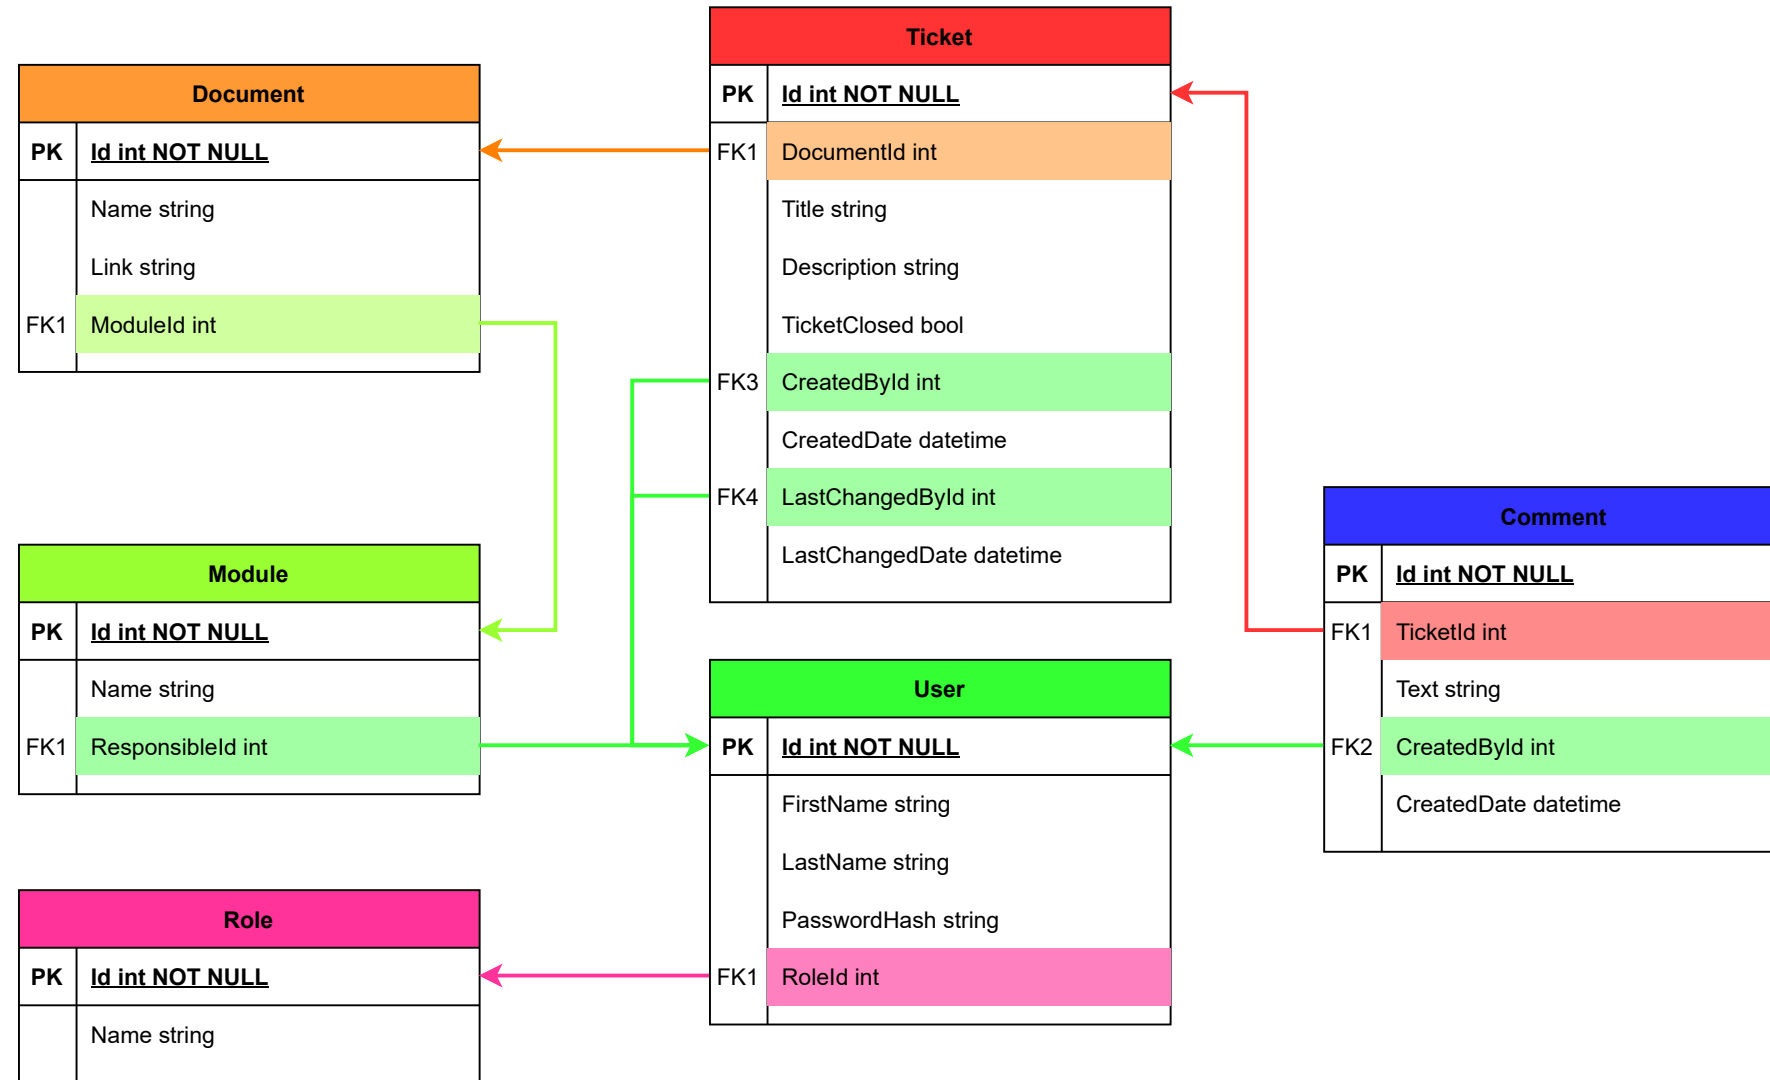 Document
PK Id int NOT NULL
Name string
Link string
FK1 ModuleId int
Ticket
PK Id int NOT NULL
FK1 DocumentId int
Title string
Description string
TicketClosed bool
FK3 CreatedById int
CreatedDate datetime
FK4 LastChangedById int
LastChangedDate datetime
Module
PK Id int NOT NULL
Name string
FK1 ResponsibleId int
User
PK Id int NOT NULL
FirstName string
LastName string
PasswordHash string
FK1 RoleId int
Comment
PK Id int NOT NULL
FK1 TicketId int
Text string
FK2 CreatedById int
CreatedDate datetime
Role
PK Id int NOT NULL
Name string